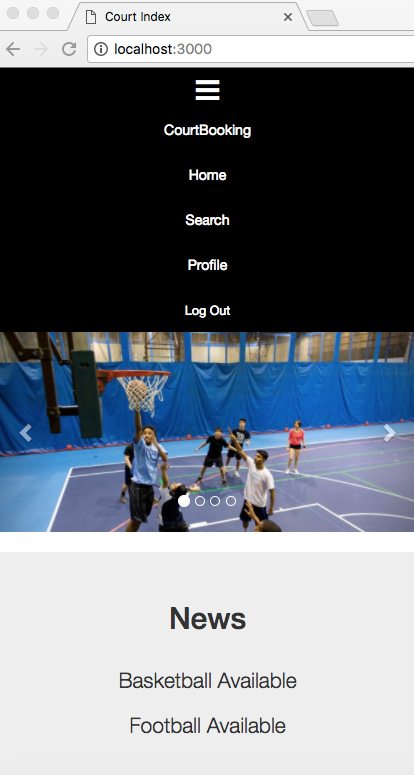 Court Index
localhost:3000
CourtBooking
Home
Search
Profile
Log Out
News
Basketball Available
Football Available